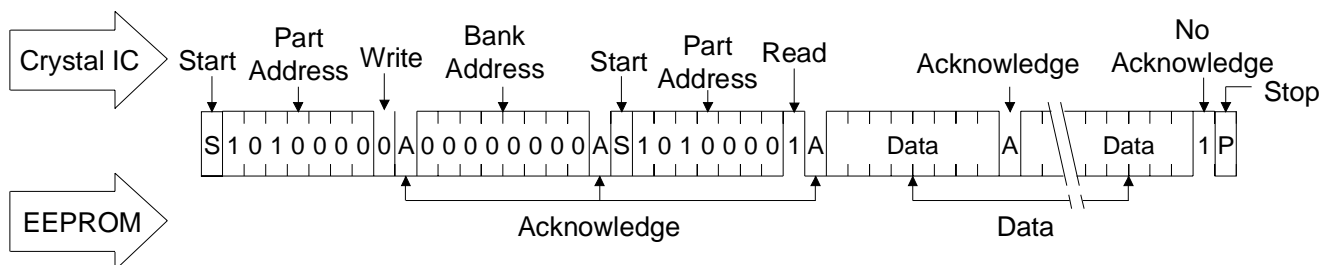 Crystal IC
Start
Part
Address
Write
Bank
Address
Start
Part
Address
Read
Acknowledge
No
Acknowledge
Stop
S 1 0 1 0 0 0 0 0 A 0 0 0 0 0 0 0 0 A S 1 0 1 0 0 0 0 1 A Data A Data 1 P
EEPROM
Acknowledge
Data